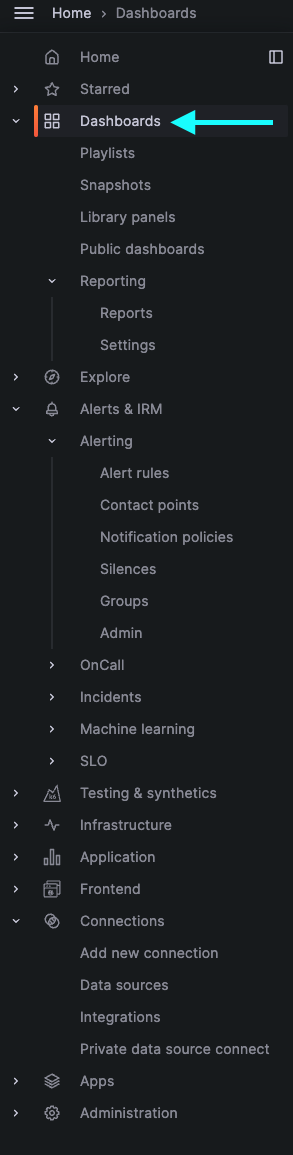 Home › Dashboards
Home
Starred
Dashboards
Playlists
Snapshots
Library panels
Public dashboards
Reporting
Reports
Settings
Explore
Alerts & IRM
Alerting
Alert rules
Contact points
Notification policies
Silences
Groups
Admin
OnCall
Incidents
Machine learning
SLO
Testing & synthetics
Infrastructure
Application
Frontend
Connections
Add new connection
Data sources
Integrations
Private data source connect
Apps
Administration